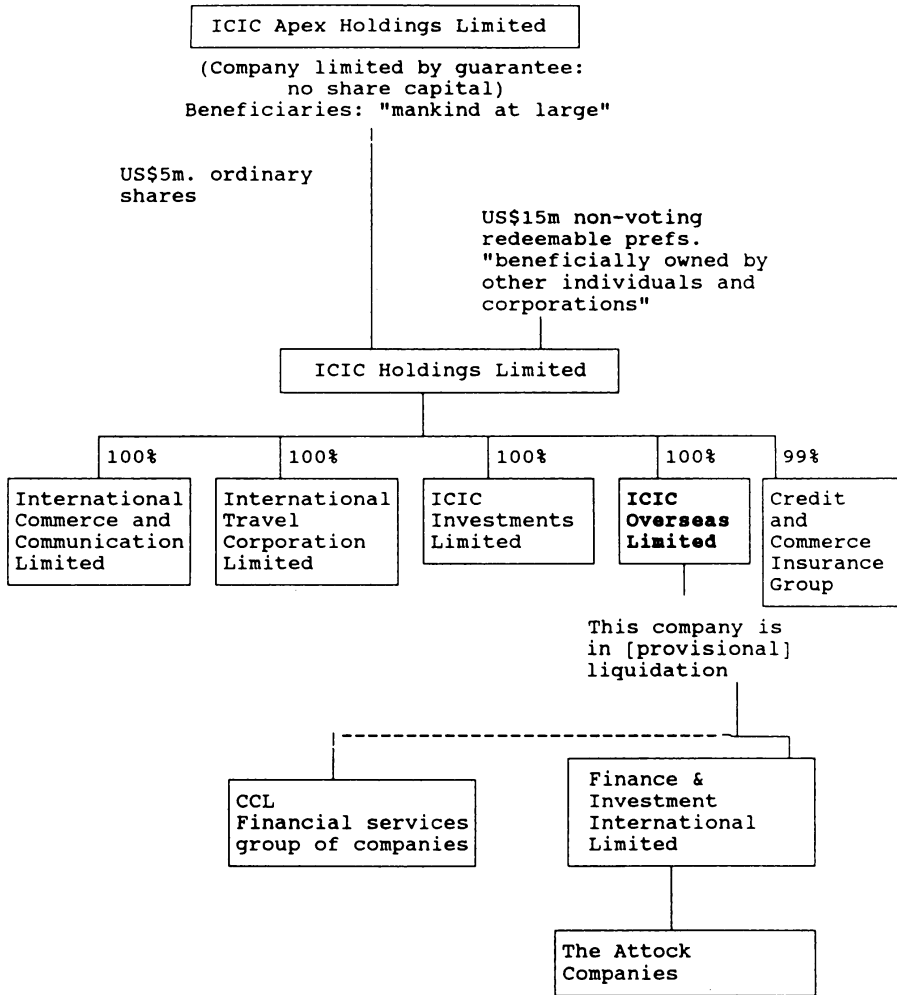 ICIC Apex Holdings Limited
(Company limited by guarantee:
no share capital)
Beneficiaries: "mankind at large"
US$5m. ordinary
shares
US$15m non-voting
redeemable prefs.
"beneficially owned by
other individuals and
corporations"
ICIC Holdings Limited
100%
100%
100%
100%
99%
International
Commerce and
Communication
Limited
International
Travel
Corporation
Limited
ICIC
Investments
Limited
ICIC
Overseas
Limited
Credit
and
Commerce
Insurance
Group
This company is
in [provisional]
liquidation
CCL
Financial services
group of companies
Finance &
Investment
International
Limited
The Attock
Companies